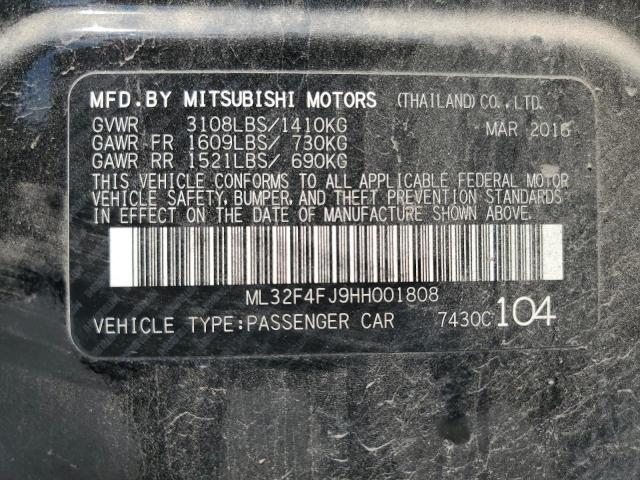 MFD.BY MITSUBISHI MOTORS (THAILAND)CO.,LTD.
GVWR 3108LBS/1410KG MAR 2016
GAWR FR 1609LBS/ 730KG
GAWR RR 1521LBS/ 690KG
THIS VEHICLE CONFORMS TO ALL APPLICABLE FEDERAL MOTOR
VEHICLE SAFETY, BUMPER, AND THEFT PREVENTION STANDARDS
IN EFFECT ON THE DATE OF MANUFACTURE SHOWN ABOVE.
ML32F4FJ9HH001808
VEHICLE TYPE:PASSENGER CAR 7430C 104